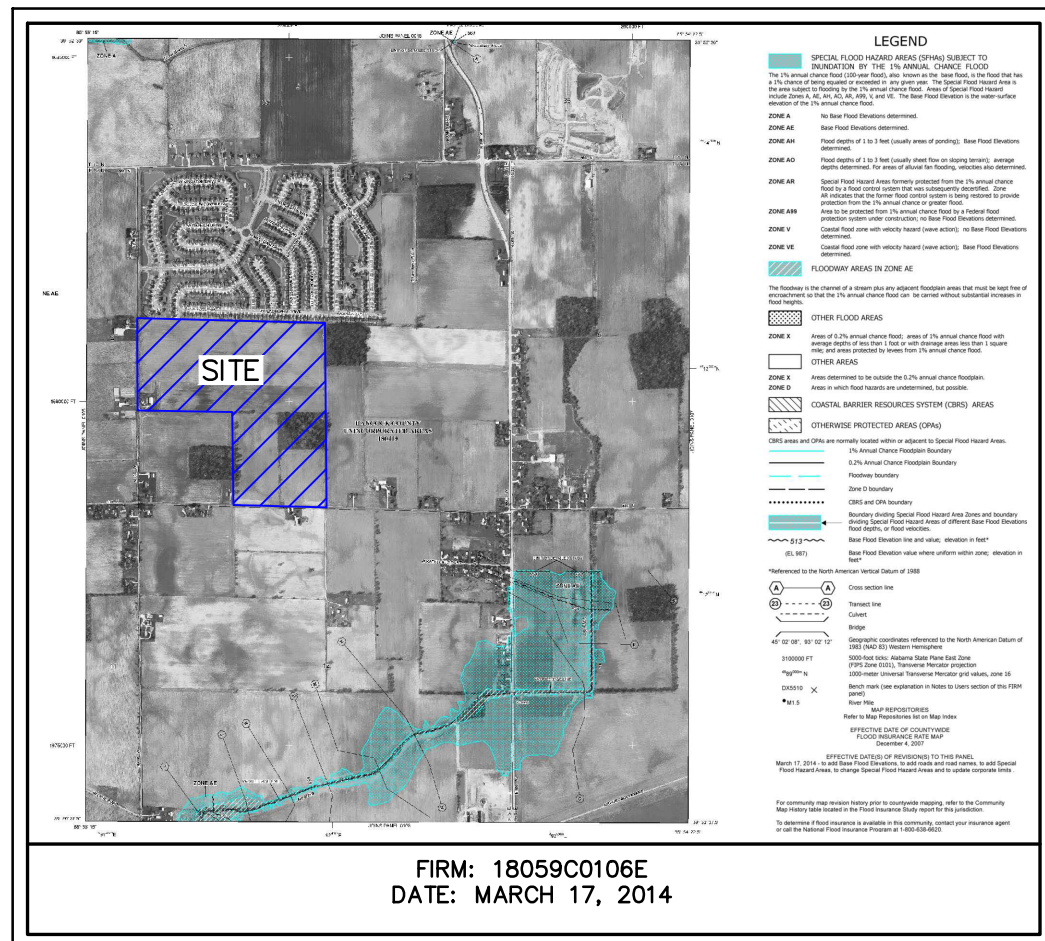 ZONE AE
ZONE A
SITE
HANCOCK COUNTY
UNINCORPORATED AREAS
180419
ZONE AE
LEGEND
SPECIAL FLOOD HAZARD AREAS (SFHAs) SUBJECT TO
INUNDATION BY THE 1% ANNUAL CHANCE FLOOD
The 1% annual chance flood (100-year flood), also known as the base flood, is the flood that has
a 1% chance of being equaled or exceeded in any given year. The Special Flood Hazard Area is
the area subject to flooding by the 1% annual chance flood. Areas of Special Flood Hazard
include Zones A, AE, AH, AO, AR, A99, V, and VE. The Base Flood Elevation is the water-surface
elevation of the 1% annual chance flood.
ZONE A No Base Flood Elevations determined.
ZONE AE Base Flood Elevations determined.
ZONE AH Flood depths of 1 to 3 feet (usually areas of ponding); Base Flood Elevations
determined.
ZONE AO Flood depths of 1 to 3 feet (usually sheet flow on sloping terrain); average
depths determined. For areas of alluvial fan flooding, velocities also determined.
ZONE AR Special Flood Hazard Areas formerly protected from the 1% annual chance
flood by a flood control system that was subsequently decertified. Zone
AR indicates that the former flood control system is being restored to provide
protection from the 1% annual chance or greater flood.
ZONE A99 Area to be protected from 1% annual chance flood by a Federal flood
protection system under construction; no Base Flood Elevations determined.
ZONE V Coastal flood zone with velocity hazard (wave action); no Base Flood Elevations
determined.
ZONE VE Coastal flood zone with velocity hazard (wave action); Base Flood Elevations
determined.
FLOODWAY AREAS IN ZONE AE
The floodway is the channel of a stream plus any adjacent floodplain areas that must be kept free of
encroachment so that the 1% annual chance flood can be carried without substantial increases in
flood heights.
OTHER FLOOD AREAS
ZONE X Areas of 0.2% annual chance flood; areas of 1% annual chance flood with
average depths of less than 1 foot or with drainage areas less than 1 square
mile; and areas protected by levees from 1% annual chance flood.
OTHER AREAS
ZONE X Areas determined to be outside the 0.2% annual chance floodplain.
ZONE D Areas in which flood hazards are undetermined, but possible.
COASTAL BARRIER RESOURCES SYSTEM (CBRS) AREAS
OTHERWISE PROTECTED AREAS (OPAs)
CBRS areas and OPAs are normally located within or adjacent to Special Flood Hazard Areas.
1% Annual Chance Floodplain Boundary
0.2% Annual Chance Floodplain Boundary
Floodway boundary
Zone D boundary
CBRS and OPA boundary
Boundary dividing Special Flood Hazard Area Zones and boundary
dividing Special Flood Hazard Areas of different Base Flood Elevations
flood depths, or flood velocities.
513 Base Flood Elevation line and value; elevation in feet*
(EL 987) Base Flood Elevation value where uniform within zone; elevation in
feet*
*Referenced to the North American Vertical Datum of 1988
A A Cross section line
23 23 Transect line
Culvert
Bridge
45° 02' 08", 93° 02' 12" Geographic coordinates referenced to the North American Datum of
1983 (NAD 83) Western Hemisphere
3100000 FT 5000-foot ticks: Alabama State Plane East Zone
(FIPS Zone 0101), Transverse Mercator projection
1000-meter Universal Transverse Mercator grid values, zone 16
DX5510 X Bench mark (see explanation in Notes to Users section of this FIRM
panel)
M1.5 River Mile
MAP REPOSITORIES
Refer to Map Repositories list on Map Index
EFFECTIVE DATE OF COUNTYWIDE
FLOOD INSURANCE RATE MAP
December 4, 2007
EFFECTIVE DATE(S) OF REVISION(S) TO THIS PANEL
March 17, 2014 - to add Base Flood Elevations, to add roads and road names, to add Special
Flood Hazard Areas, to change Special Flood Hazard Areas and to update corporate limits .
For community map revision history prior to countywide mapping, refer to the Community
Map History table located in the Flood Insurance Study report for this jurisdiction.
To determine if flood insurance is available in this community, contact your insurance agent
or call the National Flood Insurance Program at 1-800-638-6620.
FIRM: 18059C0106E
DATE: MARCH 17, 2014